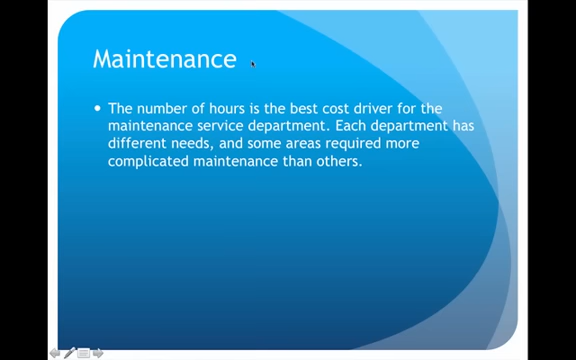 Maintenance
• The number of hours is the best cost driver for the
maintenance service department. Each department has
different needs, and some areas required more
complicated maintenance than others.